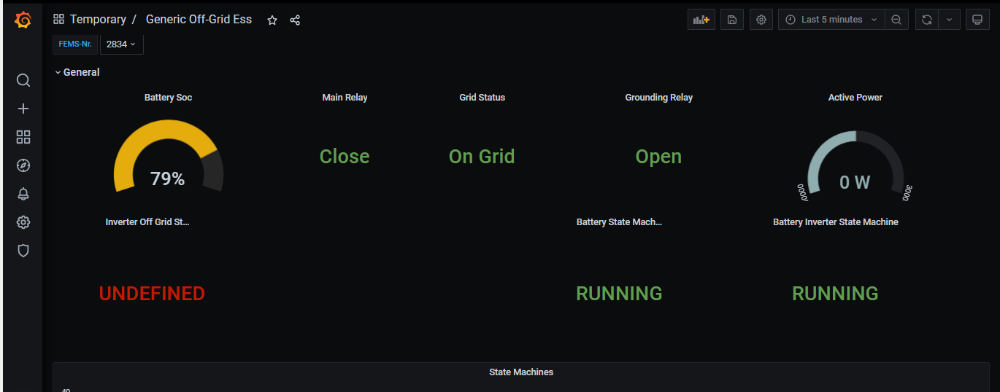 Temporary / Generic Off-Grid Ess
Last 5 minutes
FEMS-Nr. 2834
General
Battery Soc
Main Relay
Grid Status
Grounding Relay
Active Power
79%
Close
On Grid
Open
0 W
3000
Inverter Off Grid St...
Battery State Mach...
Battery Inverter State Machine
UNDEFINED
RUNNING
RUNNING
State Machines
40